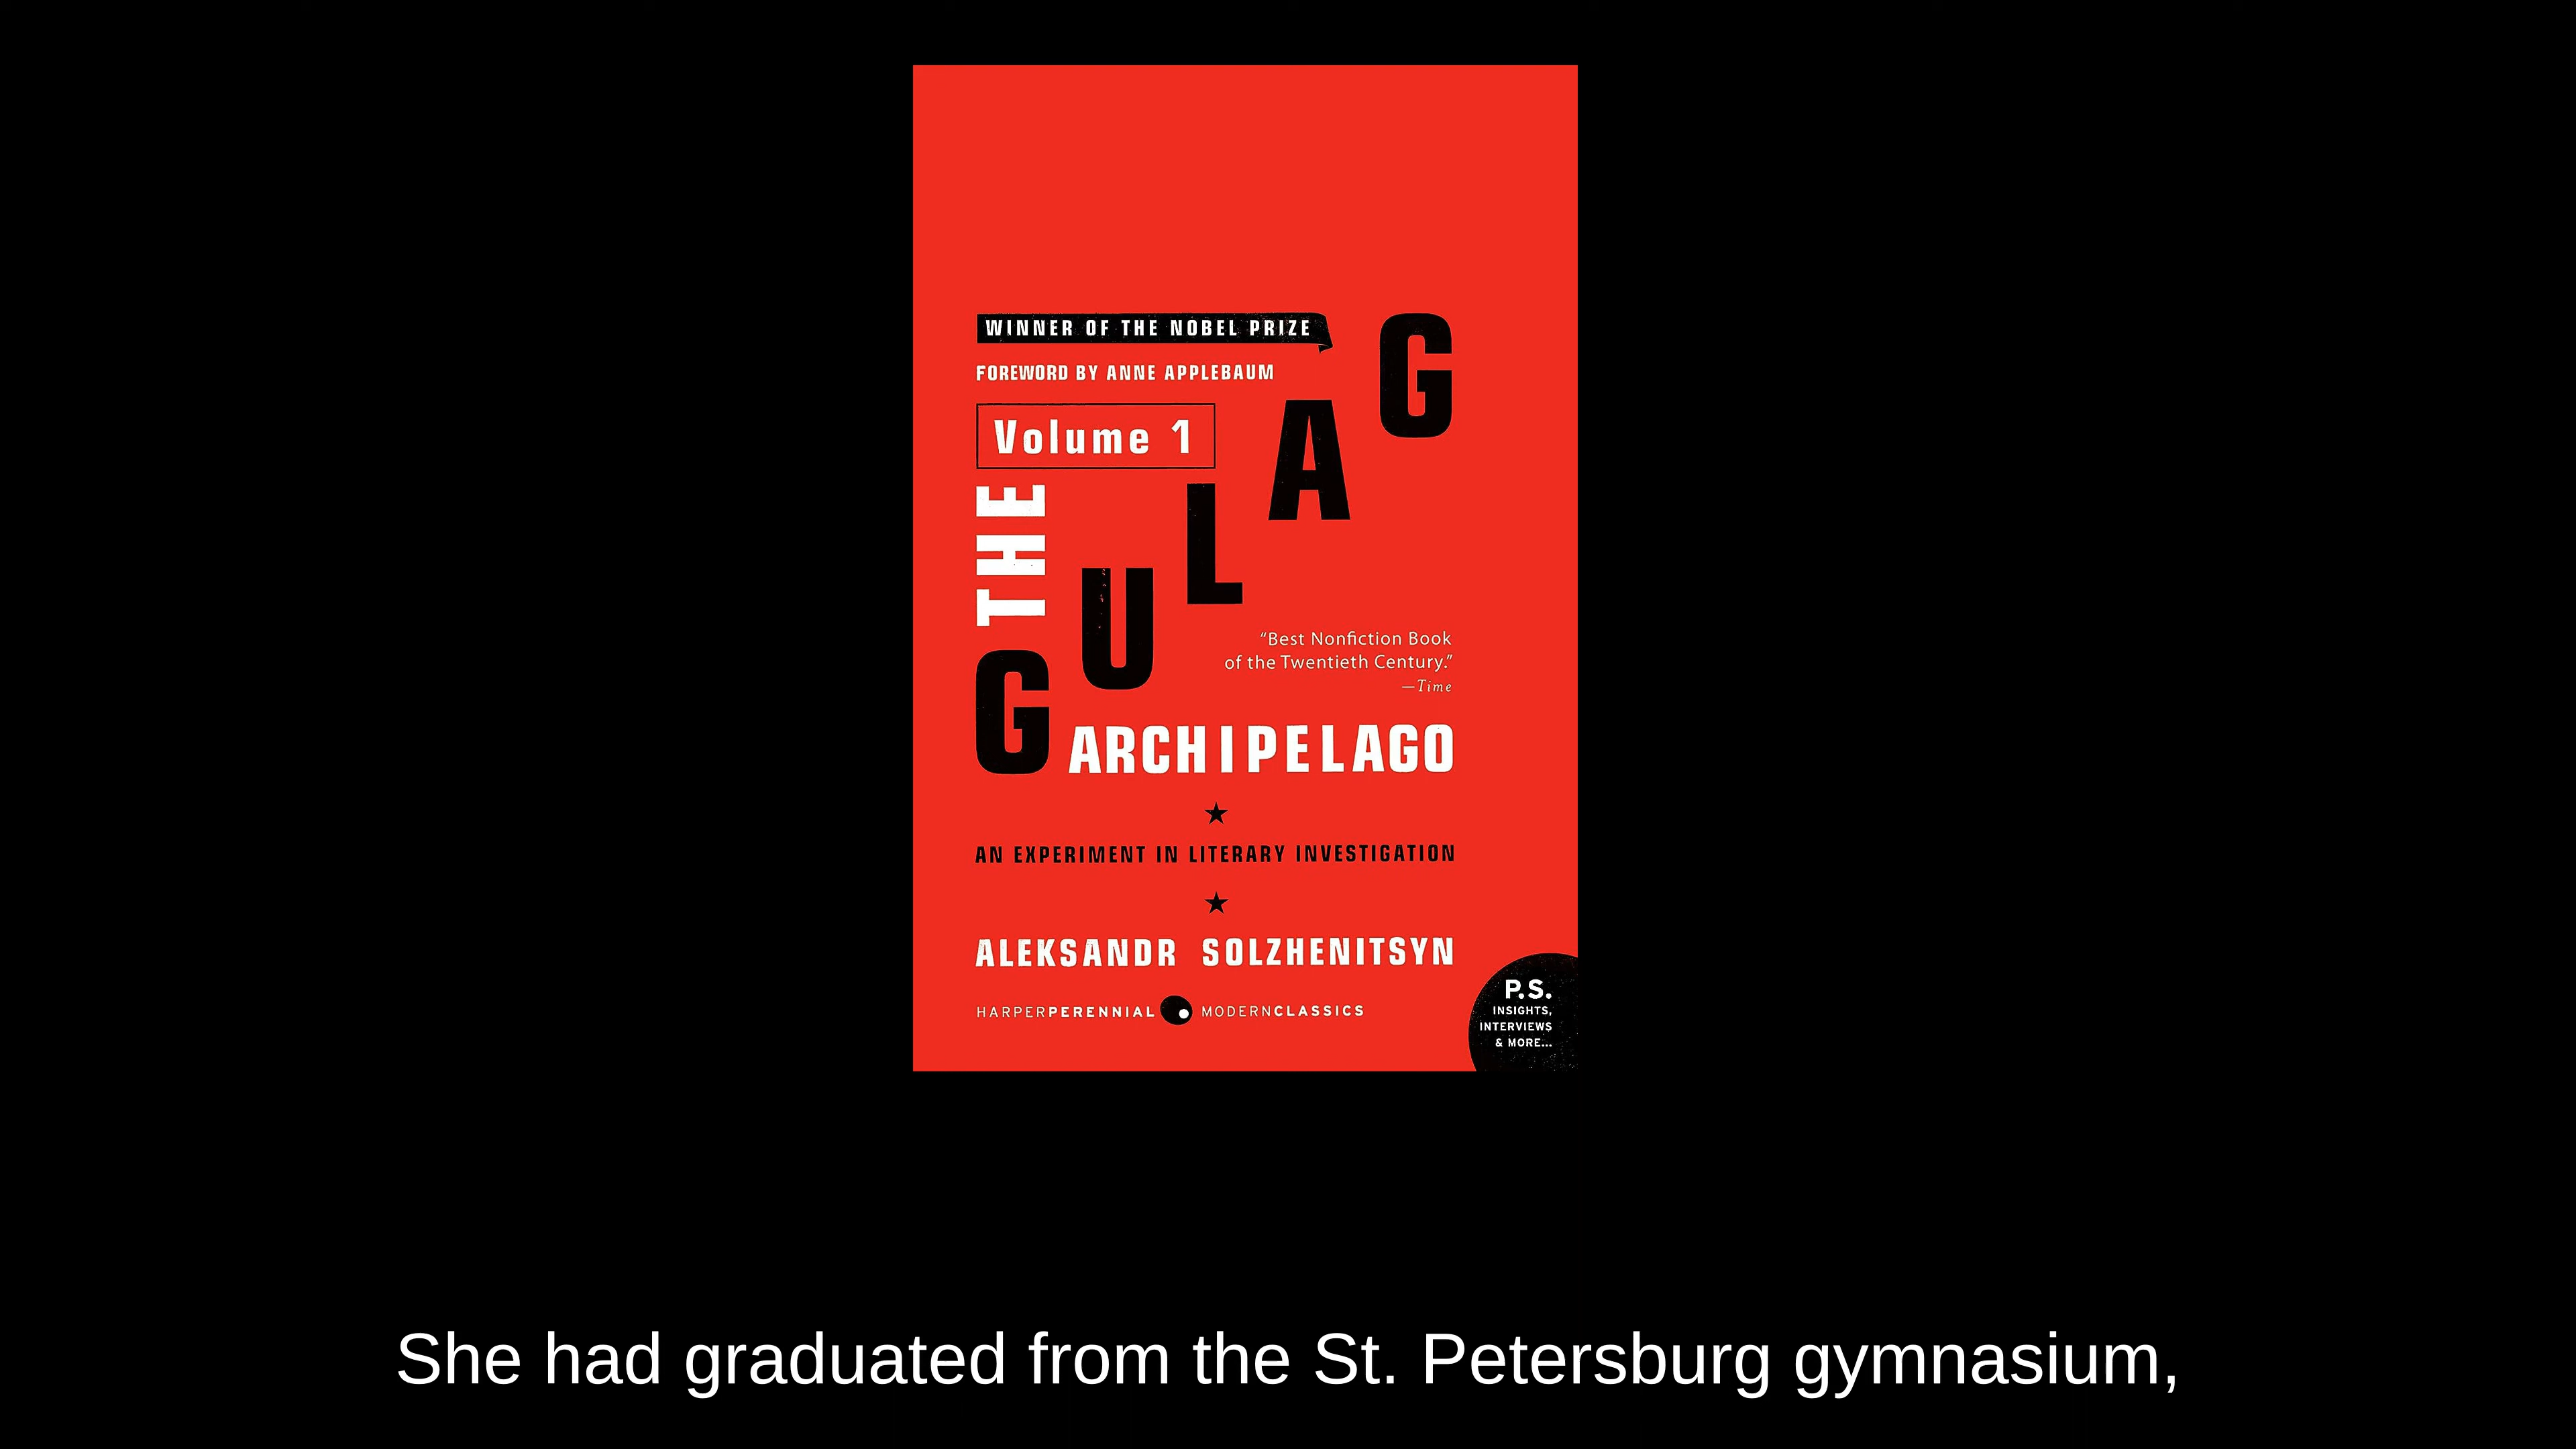 WINNER OF THE NOBEL PRIZE
FOREWORD BY ANNE APPLEBAUM
Volume 1
THE
GULAG
"Best Nonfiction Book
of the Twentieth Century."
—Time
ARCHIPELAGO
AN EXPERIMENT IN LITERARY INVESTIGATION
ALEKSANDR SOLZHENITSYN
HARPERPERENNIAL MODERNCLASSICS
P.S.
INSIGHTS,
INTERVIEWS
& MORE...
She had graduated from the St. Petersburg gymnasium,